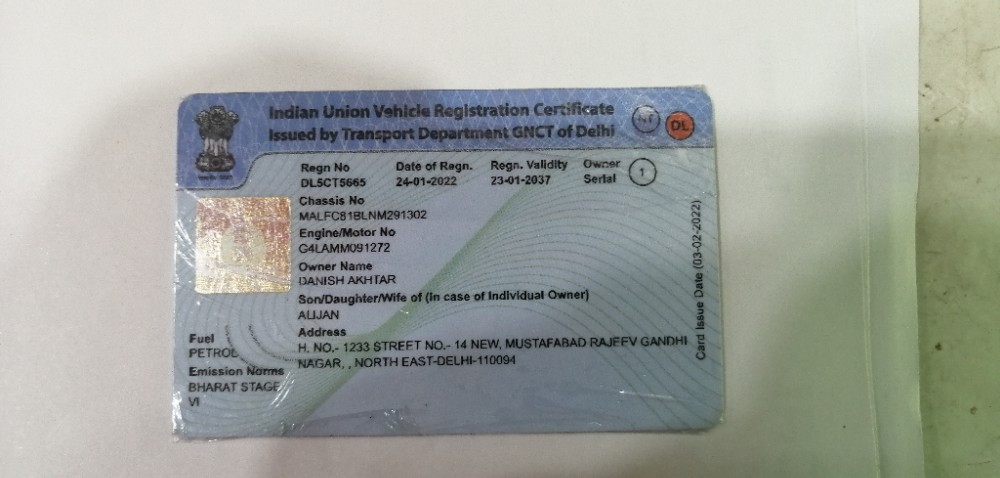 Indian Union Vehicle Registration Certificate
Issued by Transport Department GNCT of Delhi
NT
DL
Regn No Date of Regn. Regn. Validity Owner Serial 1
DL5CT5665 24-01-2022 23-01-2037
Chassis No
MALFC81BLNM291302
Engine/Motor No
G4LAMM091272
Owner Name
DANISH AKHTAR
Son/Daughter/Wife of (In case of Individual Owner)
ALIJAN
Address
H. NO.- 1233 STREET NO.- 14 NEW, MUSTAFABAD RAJEEV GANDHI
NAGAR, , NORTH EAST-DELHI-110094
Fuel
PETROL
Emission Norms
BHARAT STAGE
VI
Card Issue Date (03-02-2022)